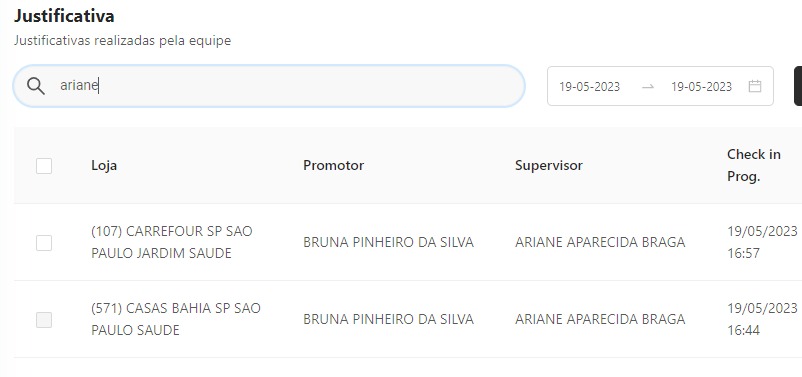 Justificativa
Justificativas realizadas pela equipe
ariane
19-05-2023 → 19-05-2023
Loja Promotor Supervisor Check in Prog.
(107) CARREFOUR SP SAO PAULO JARDIM SAUDE BRUNA PINHEIRO DA SILVA ARIANE APARECIDA BRAGA 19/05/2023 16:57
(571) CASAS BAHIA SP SAO PAULO SAUDE BRUNA PINHEIRO DA SILVA ARIANE APARECIDA BRAGA 19/05/2023 16:44